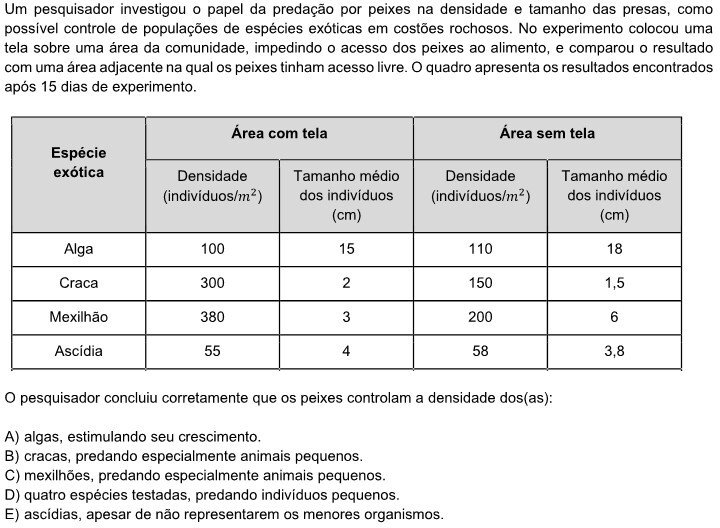 Um pesquisador investigou o papel da predação por peixes na densidade e tamanho das presas, como
possível controle de populações de espécies exóticas em costões rochosos. No experimento colocou uma
tela sobre uma área da comunidade, impedindo o acesso dos peixes ao alimento, e comparou o resultado
com uma área adjacente na qual os peixes tinham acesso livre. O quadro apresenta os resultados encontrados
após 15 dias de experimento.
Espécie
exótica
Área com tela
Área sem tela
Densidade
(indivíduos/m²)
Tamanho médio
dos indivíduos
(cm)
Densidade
(indivíduos/m²)
Tamanho médio
dos indivíduos
(cm)
Alga 100 15 110 18
Craca 300 2 150 1,5
Mexilhão 380 3 200 6
Ascídia 55 4 58 3,8
O pesquisador concluiu corretamente que os peixes controlam a densidade dos(as):
A) algas, estimulando seu crescimento.
B) cracas, predando especialmente animais pequenos.
C) mexilhões, predando especialmente animais pequenos.
D) quatro espécies testadas, predando indivíduos pequenos.
E) ascídias, apesar de não representarem os menores organismos.